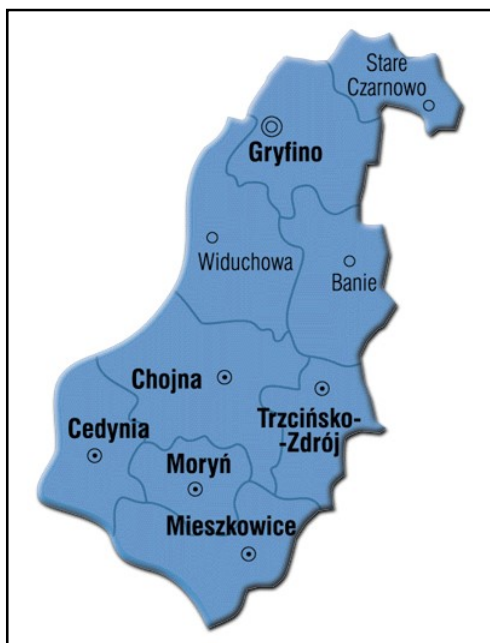 Stare
Czarnowo
Gryfino
Widuchowa
Banie
Chojna
Trzcińsko-
-Zdrój
Cedynia
Moryń
Mieszkowice